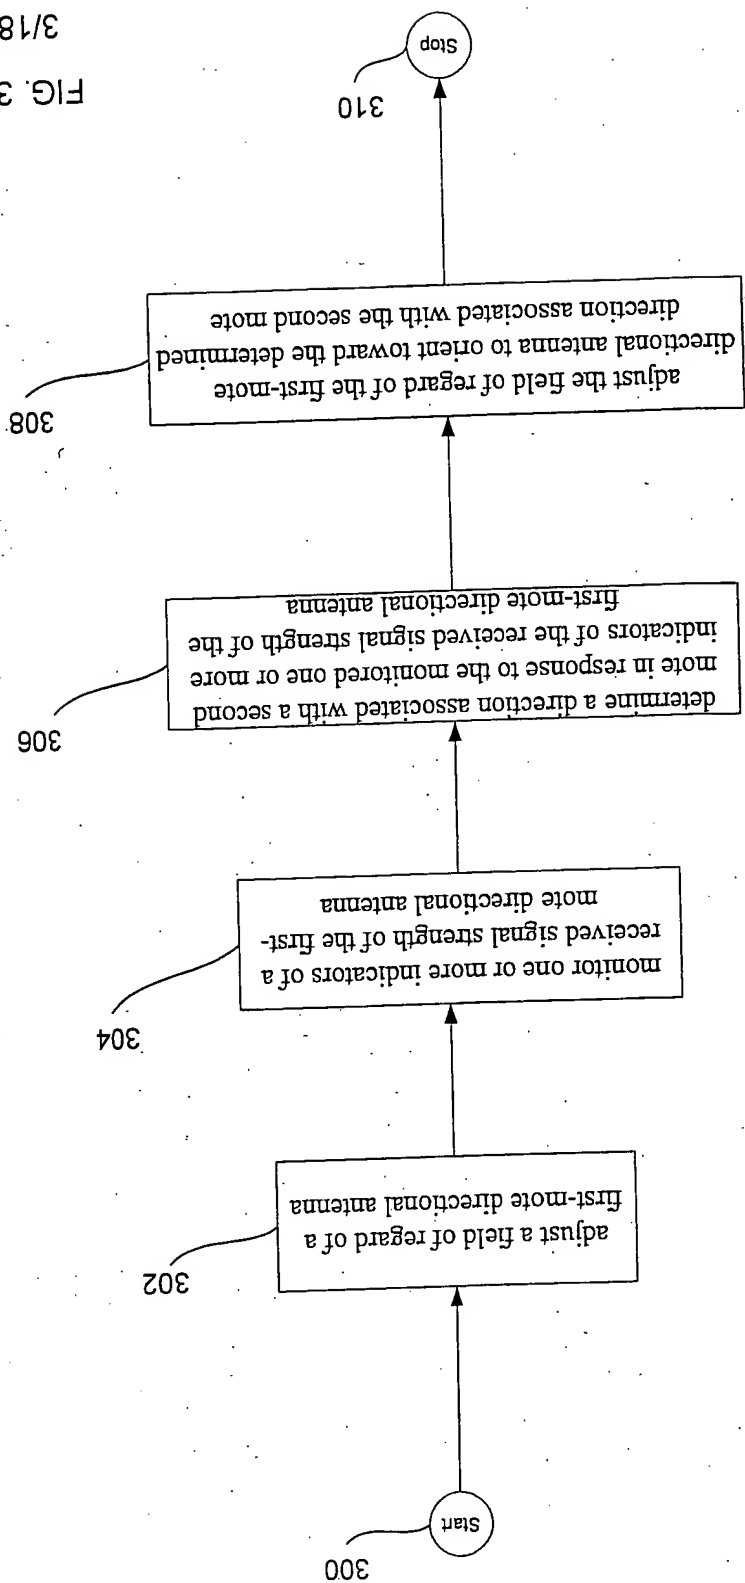 300
Start
302
adjust a field of regard of a
first-mote directional antenna
304
monitor one or more indicators of a
received signal strength of the first-
mote directional antenna
306
determine a direction associated with a second
mote in response to the monitored one or more
indicators of the received signal strength of the
first-mote directional antenna
308
adjust the field of regard of the first-mote
directional antenna to orient toward the determined
direction associated with the second mote
310
Stop
FIG. 3
3/18